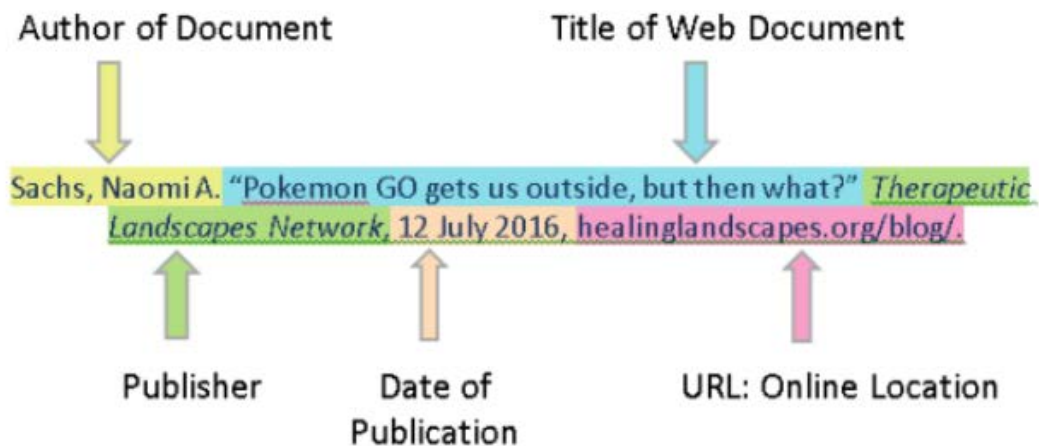 Author of Document
Title of Web Document
Sachs, Naomi A. “Pokemon GO gets us outside, but then what?” Therapeutic
Landscapes Network, 12 July 2016, healinglandscapes.org/blog/.
Publisher
Date of
Publication
URL: Online Location